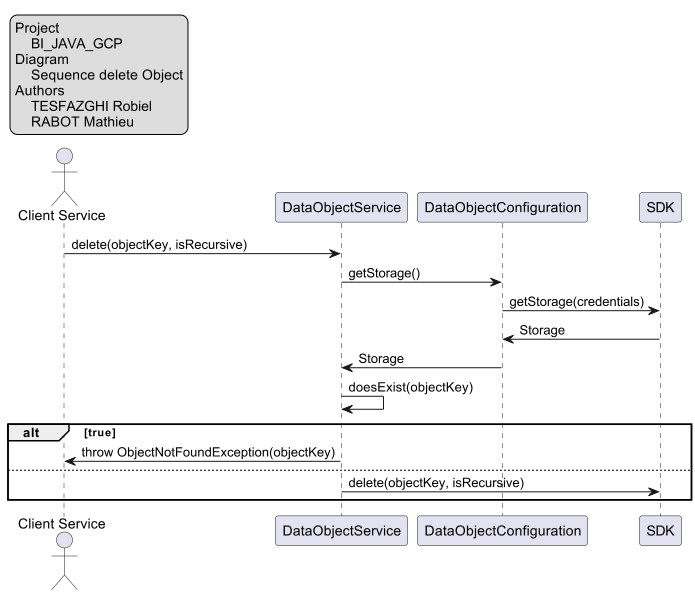 Project
BI_JAVA_GCP
Diagram
Sequence delete Object
Authors
TESFAZGHI Robiel
RABOT Mathieu
Client Service
DataObjectService
DataObjectConfiguration
SDK
delete(objectKey, isRecursive)
getStorage()
getStorage(credentials)
Storage
Storage
doesExist(objectKey)
alt
[true]
throw ObjectNotFoundException(objectKey)
delete(objectKey, isRecursive)
Client Service
DataObjectService
DataObjectConfiguration
SDK